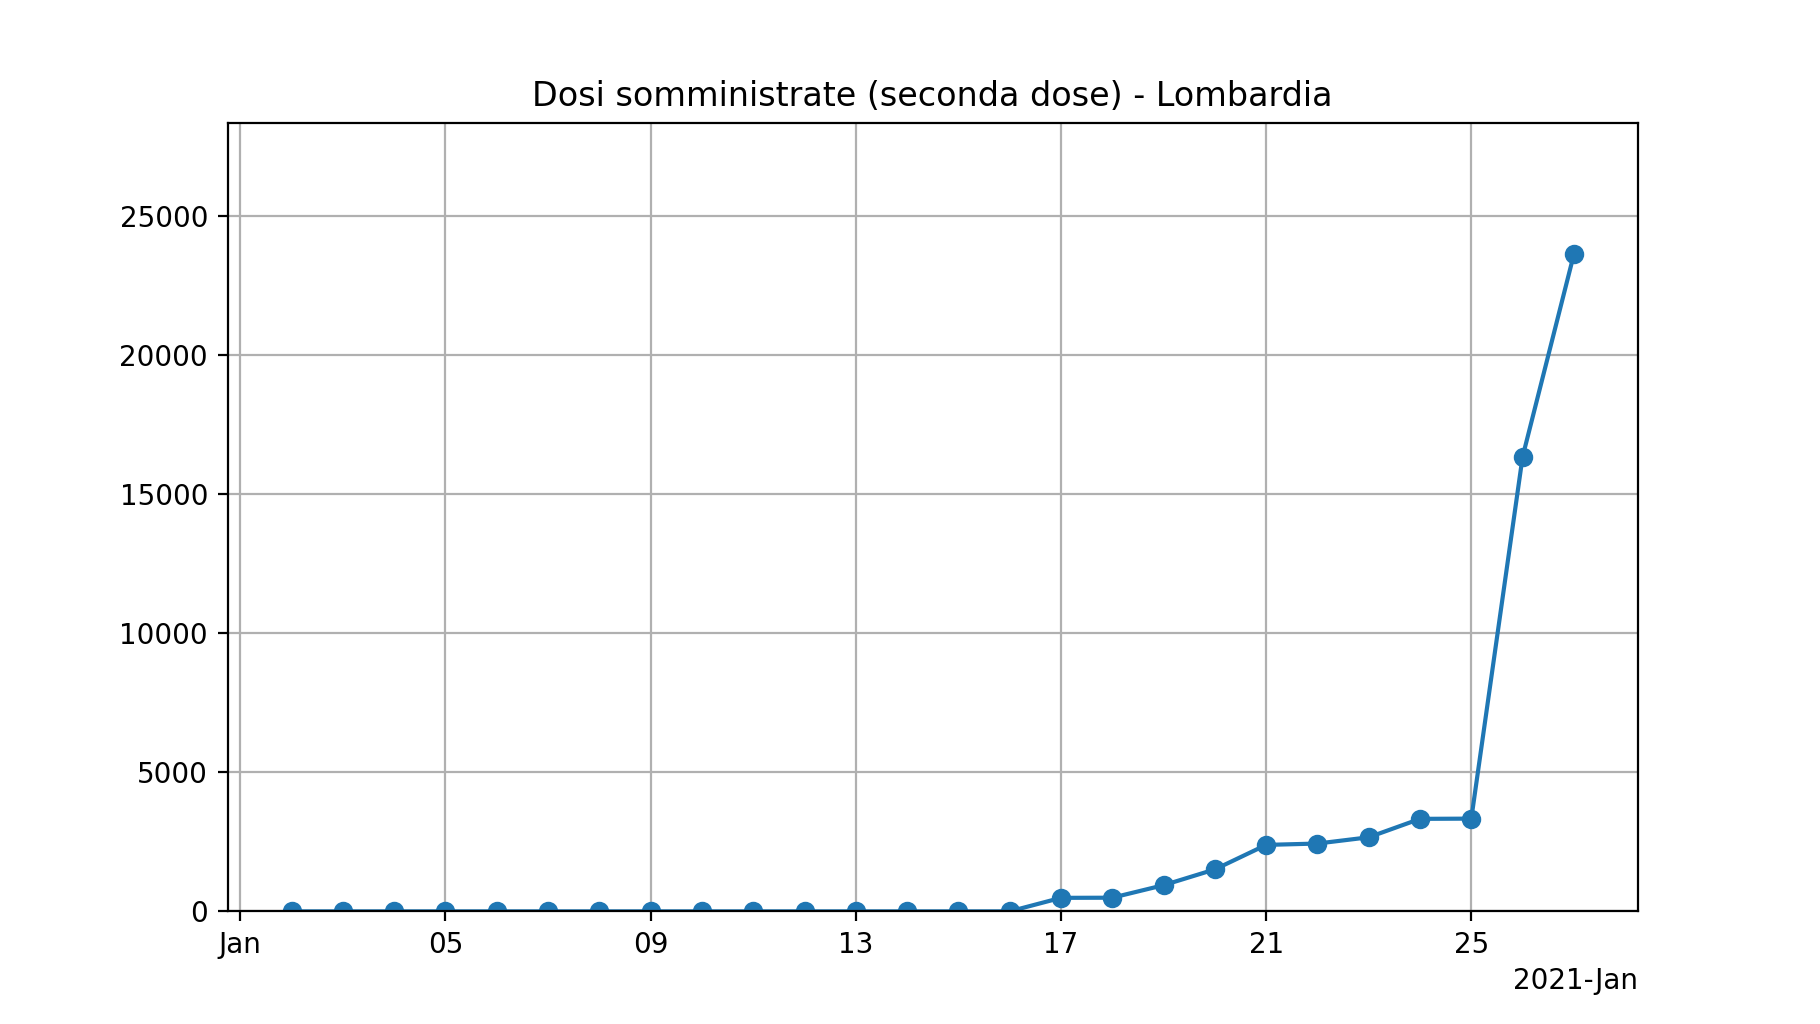 Dosi somministrate (seconda dose) - Lombardia
25000
20000
15000
10000
5000
0
Jan 05 09 13 17 21 25
2021-Jan